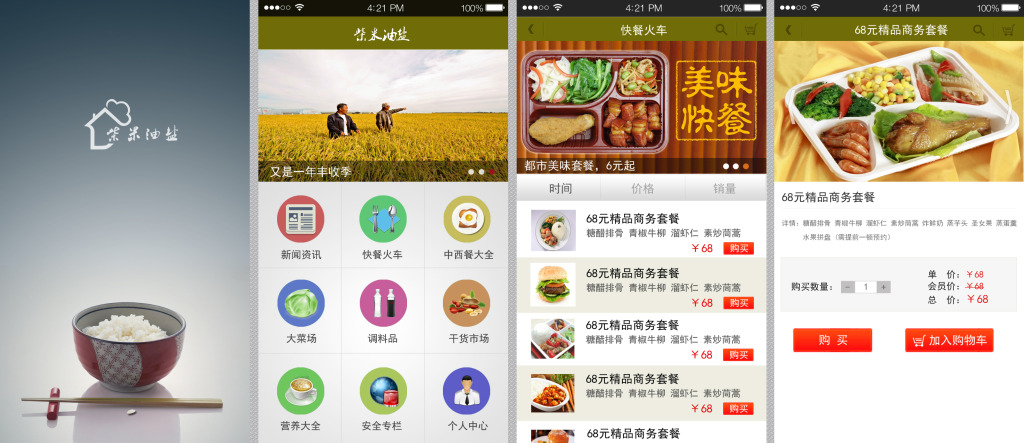 柴米油盐
4:21 PM 100%
柴米油盐
又是一年丰收季
新闻资讯 快餐火车 中西餐大全
大菜场 调料品 干货市场
营养大全 安全专栏 个人中心
4:21 PM 100%
快餐火车
美味
快餐
都市美味套餐，6元起
时间 价格 销量
68元精品商务套餐
糖醋排骨 青椒牛柳 溜虾仁 素炒茼蒿
￥68 购买
68元精品商务套餐
糖醋排骨 青椒牛柳 溜虾仁 素炒茼蒿
￥68 购买
68元精品商务套餐
糖醋排骨 青椒牛柳 溜虾仁 素炒茼蒿
￥68 购买
68元精品商务套餐
糖醋排骨 青椒牛柳 溜虾仁 素炒茼蒿
￥68 购买
68元精品商务套餐
4:21 PM 100%
68元精品商务套餐
68元精品商务套餐
详情：糖醋排骨 青椒牛柳 溜虾仁 素炒茼蒿 炸鲜奶 蒸芋头 圣女果 蒸蛋羹
水果拼盘（需提前一顿预约）
购买数量： - 1 +
单 价：￥68
会员价：￥68
总 价：￥68
购 买 加入购物车